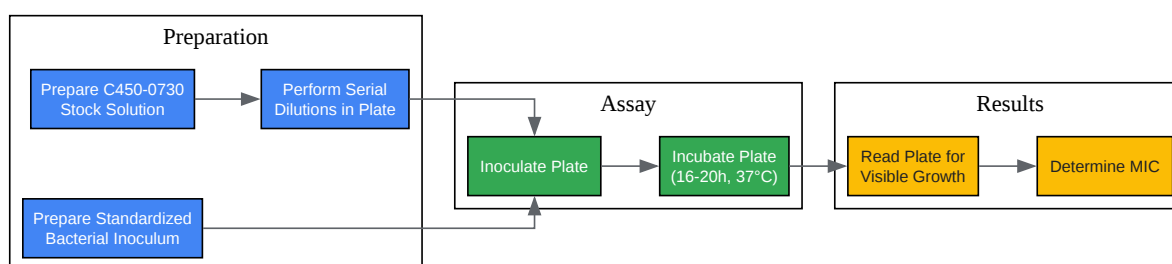 Preparation
Prepare C450-0730
Stock Solution
Perform Serial
Dilutions in Plate
Prepare Standardized
Bacterial Inoculum
Assay
Inoculate Plate
Incubate Plate
(16-20h, 37°C)
Results
Read Plate for
Visible Growth
Determine MIC